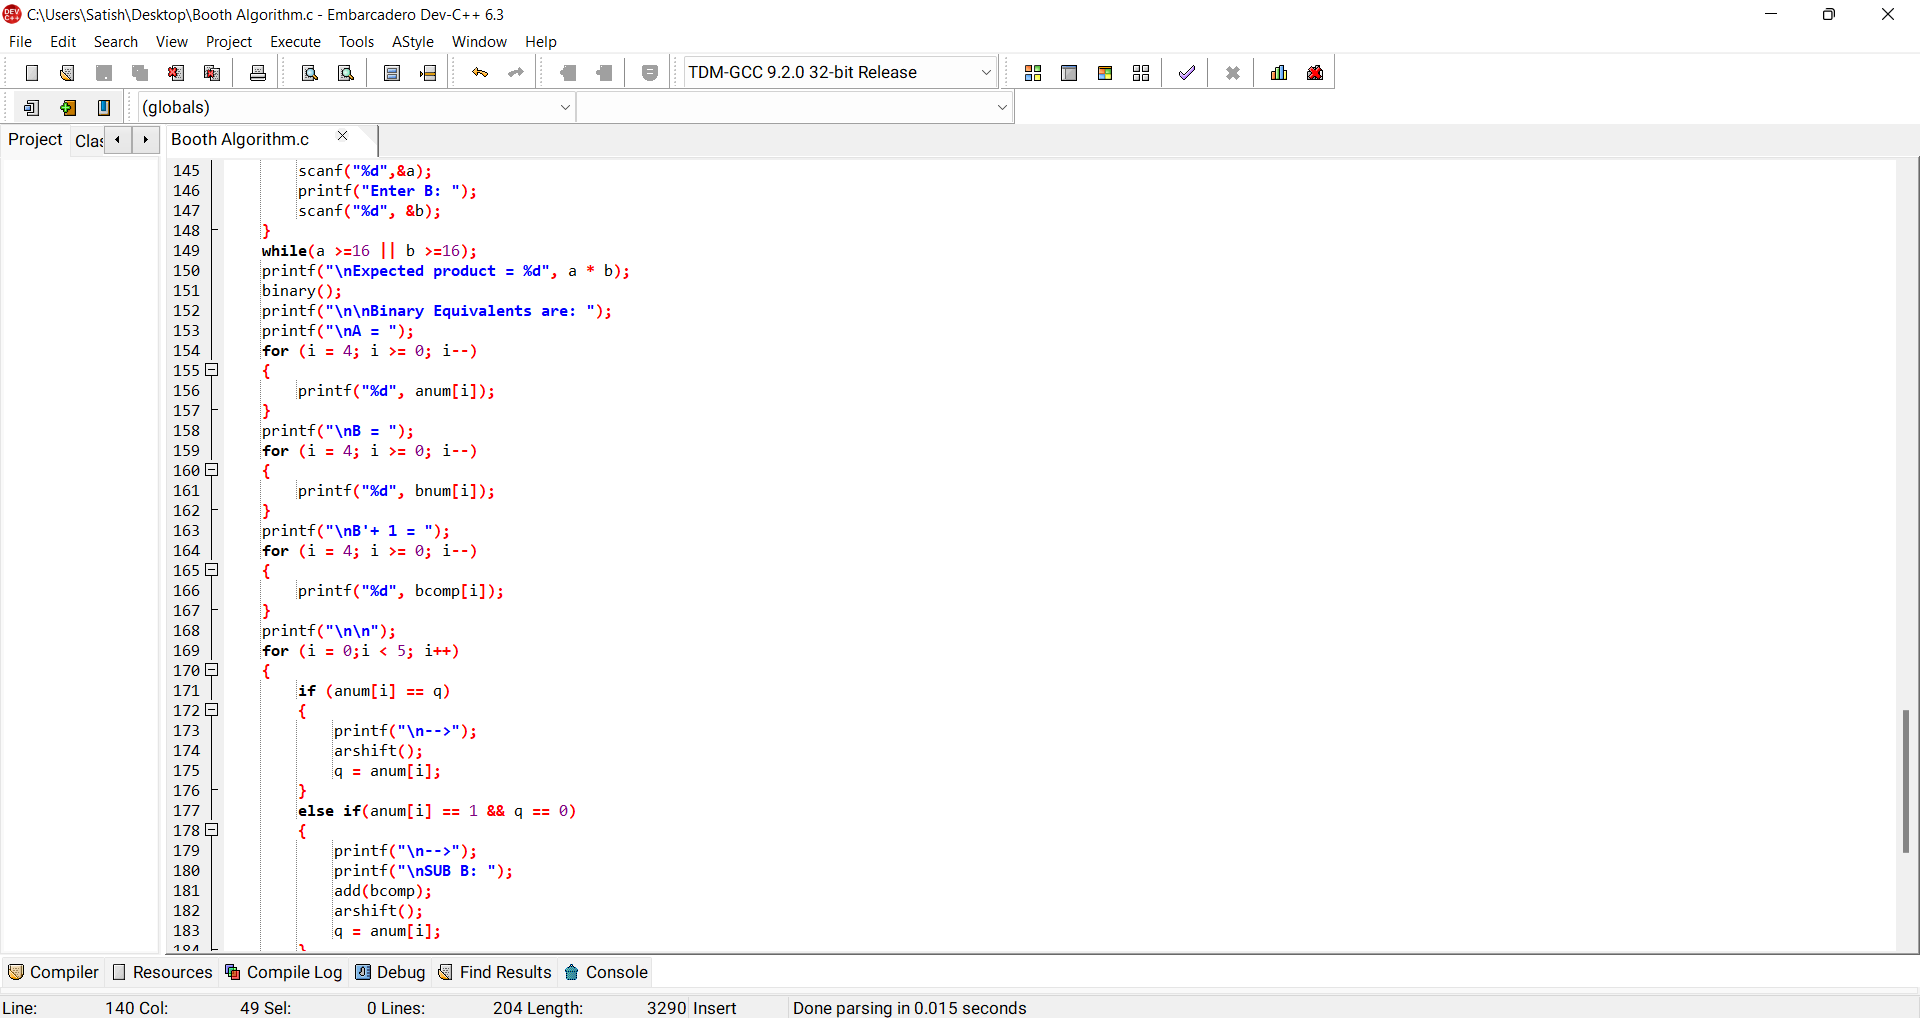 C:\Users\Satish\Desktop\Booth Algorithm.c - Embarcadero Dev-C++ 6.3
File Edit Search View Project Execute Tools AStyle Window Help
TDM-GCC 9.2.0 32-bit Release
(globals)
Project Clas Booth Algorithm.c
145 scanf("%d",&a);
146 printf("Enter B: ");
147 scanf("%d", &b);
148 }
149 while(a >=16 || b >=16);
150 printf("\nExpected product = %d", a * b);
151 binary();
152 printf("\n\nBinary Equivalents are: ");
153 printf("\nA = ");
154 for (i = 4; i >= 0; i--)
155 {
156 printf("%d", anum[i]);
157 }
158 printf("\nB = ");
159 for (i = 4; i >= 0; i--)
160 {
161 printf("%d", bnum[i]);
162 }
163 printf("\nB'+ 1 = ");
164 for (i = 4; i >= 0; i--)
165 {
166 printf("%d", bcomp[i]);
167 }
168 printf("\n\n");
169 for (i = 0;i < 5; i++)
170 {
171 if (anum[i] == q)
172 {
173 printf("\n-->");
174 arshift();
175 q = anum[i];
176 }
177 else if(anum[i] == 1 && q == 0)
178 {
179 printf("\n-->");
180 printf("\nSUB B: ");
181 add(bcomp);
182 arshift();
183 q = anum[i];
184 }
Compiler Resources Compile Log Debug Find Results Console
Line: 140 Col: 49 Sel: 0 Lines: 204 Length: 3290 Insert Done parsing in 0.015 seconds